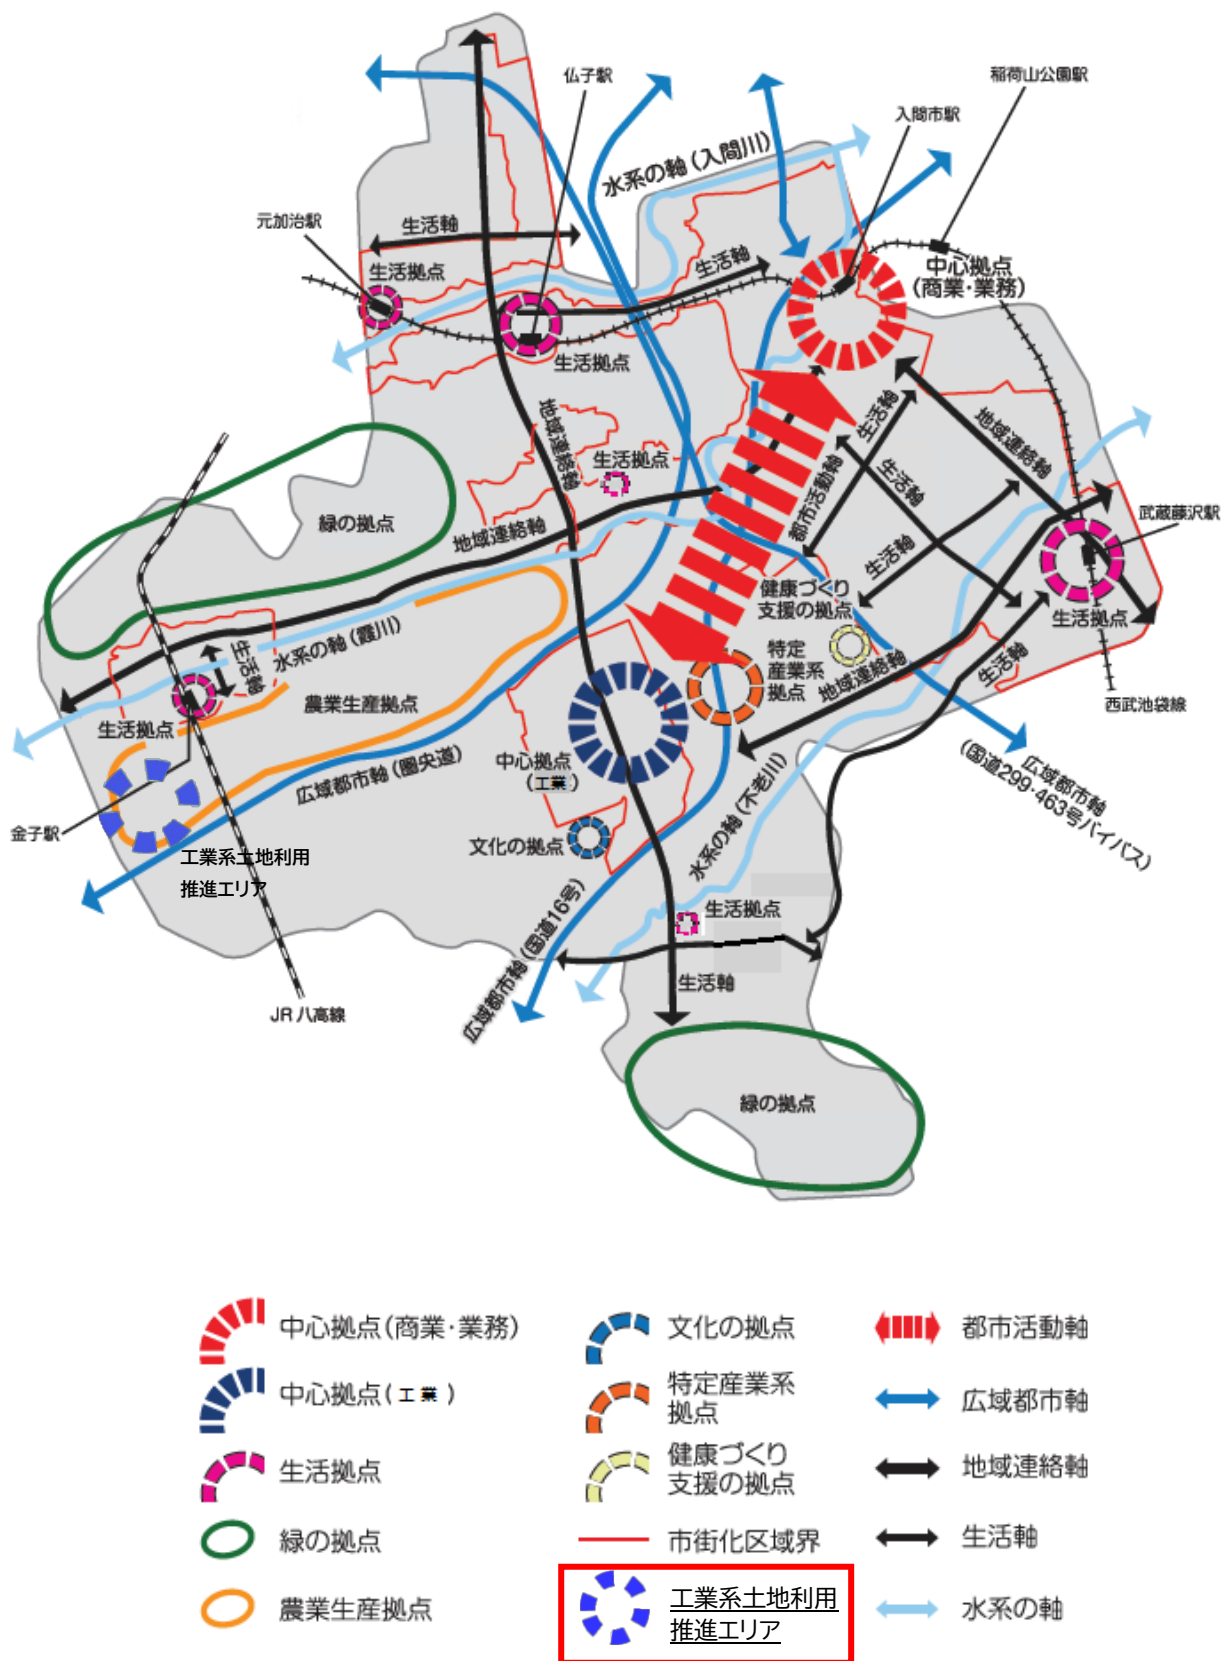 仏子駅
稲荷山公園駅
入間市駅
水系の軸(入間川)
元加治駅
生活軸
生活拠点
生活軸
中心拠点
(商業・業務)
生活拠点
地域連絡軸
生活軸
地域連絡軸
生活拠点
生活軸
都市活動軸
緑の拠点
地域連絡軸
武蔵藤沢駅
生活軸
健康づくり
支援の拠点
生活拠点
水系の軸(霞川)
生活軸
特定
産業系
拠点
地域連絡軸
生活軸
農業生産拠点
西武池袋線
生活拠点
中心拠点
(工業)
広域都市軸(圏央道)
広域都市軸
(国道299・463号バイパス)
水系の軸(不老川)
金子駅
文化の拠点
工業系土地利用
推進エリア
生活拠点
広域都市軸(国道16号)
生活軸
JR八高線
緑の拠点
中心拠点(商業・業務)
文化の拠点
都市活動軸
中心拠点(工業)
特定産業系
拠点
広域都市軸
生活拠点
健康づくり
支援の拠点
地域連絡軸
緑の拠点
市街化区域界
生活軸
農業生産拠点
工業系土地利用
推進エリア
水系の軸